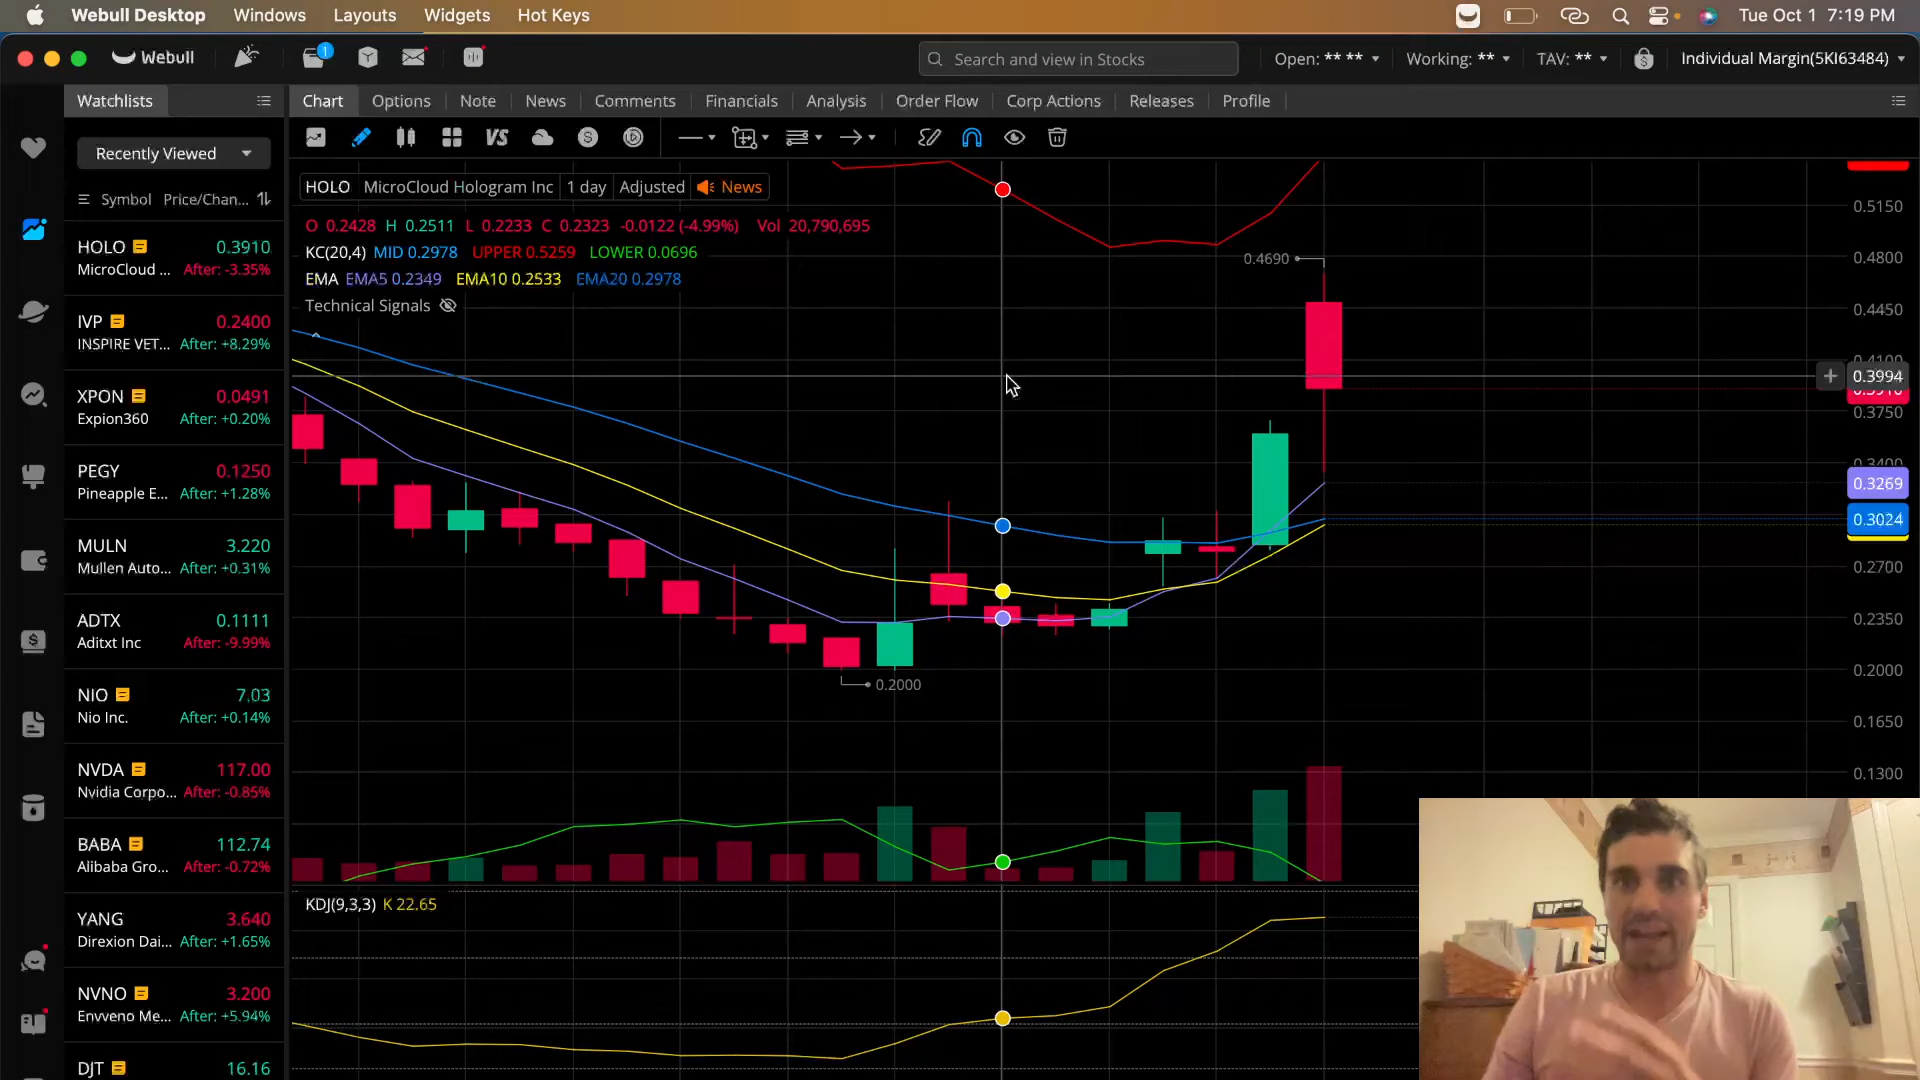 Webull Desktop Windows Layouts Widgets Hot Keys Tue Oct 1 7:19 PM
Webull 1 Search and view in Stocks Open: ** ** Working: ** TAV: ** Individual Margin(5KI63484)
Watchlists Chart Options Note News Comments Financials Analysis Order Flow Corp Actions Releases Profile
Recently Viewed
VS
Symbol Price/Chan...
HOLO 0.3910
MicroCloud ... After: -3.35%
IVP 0.2400
INSPIRE VET... After: +8.29%
XPON 0.0491
Expion360 After: +0.20%
PEGY 0.1250
Pineapple E... After: +1.28%
MULN 3.220
Mullen Auto... After: +0.31%
ADTX 0.1111
Aditxt Inc After: -9.99%
NIO 7.03
Nio Inc. After: +0.14%
NVDA 117.00
Nvidia Corpo... After: -0.85%
BABA 112.74
Alibaba Gro... After: -0.72%
YANG 3.640
Direxion Dai... After: +1.65%
NVNO 3.200
Envveno Me... After: +5.94%
DJT 16.16
HOLO MicroCloud Hologram Inc 1 day Adjusted News
O 0.2428 H 0.2511 L 0.2233 C 0.2323 -0.0122 (-4.99%) Vol 20,790,695
KC(20,4) MID 0.2978 UPPER 0.5259 LOWER 0.0696
EMA EMA5 0.2349 EMA10 0.2533 EMA20 0.2978
Technical Signals
0.4690
0.2000
0.5150
0.4800
0.4450
0.4100
0.3994
0.3910
0.3750
0.3400
0.3269
0.3024
0.2700
0.2350
0.2000
0.1650
0.1300
KDJ(9,3,3) K 22.65